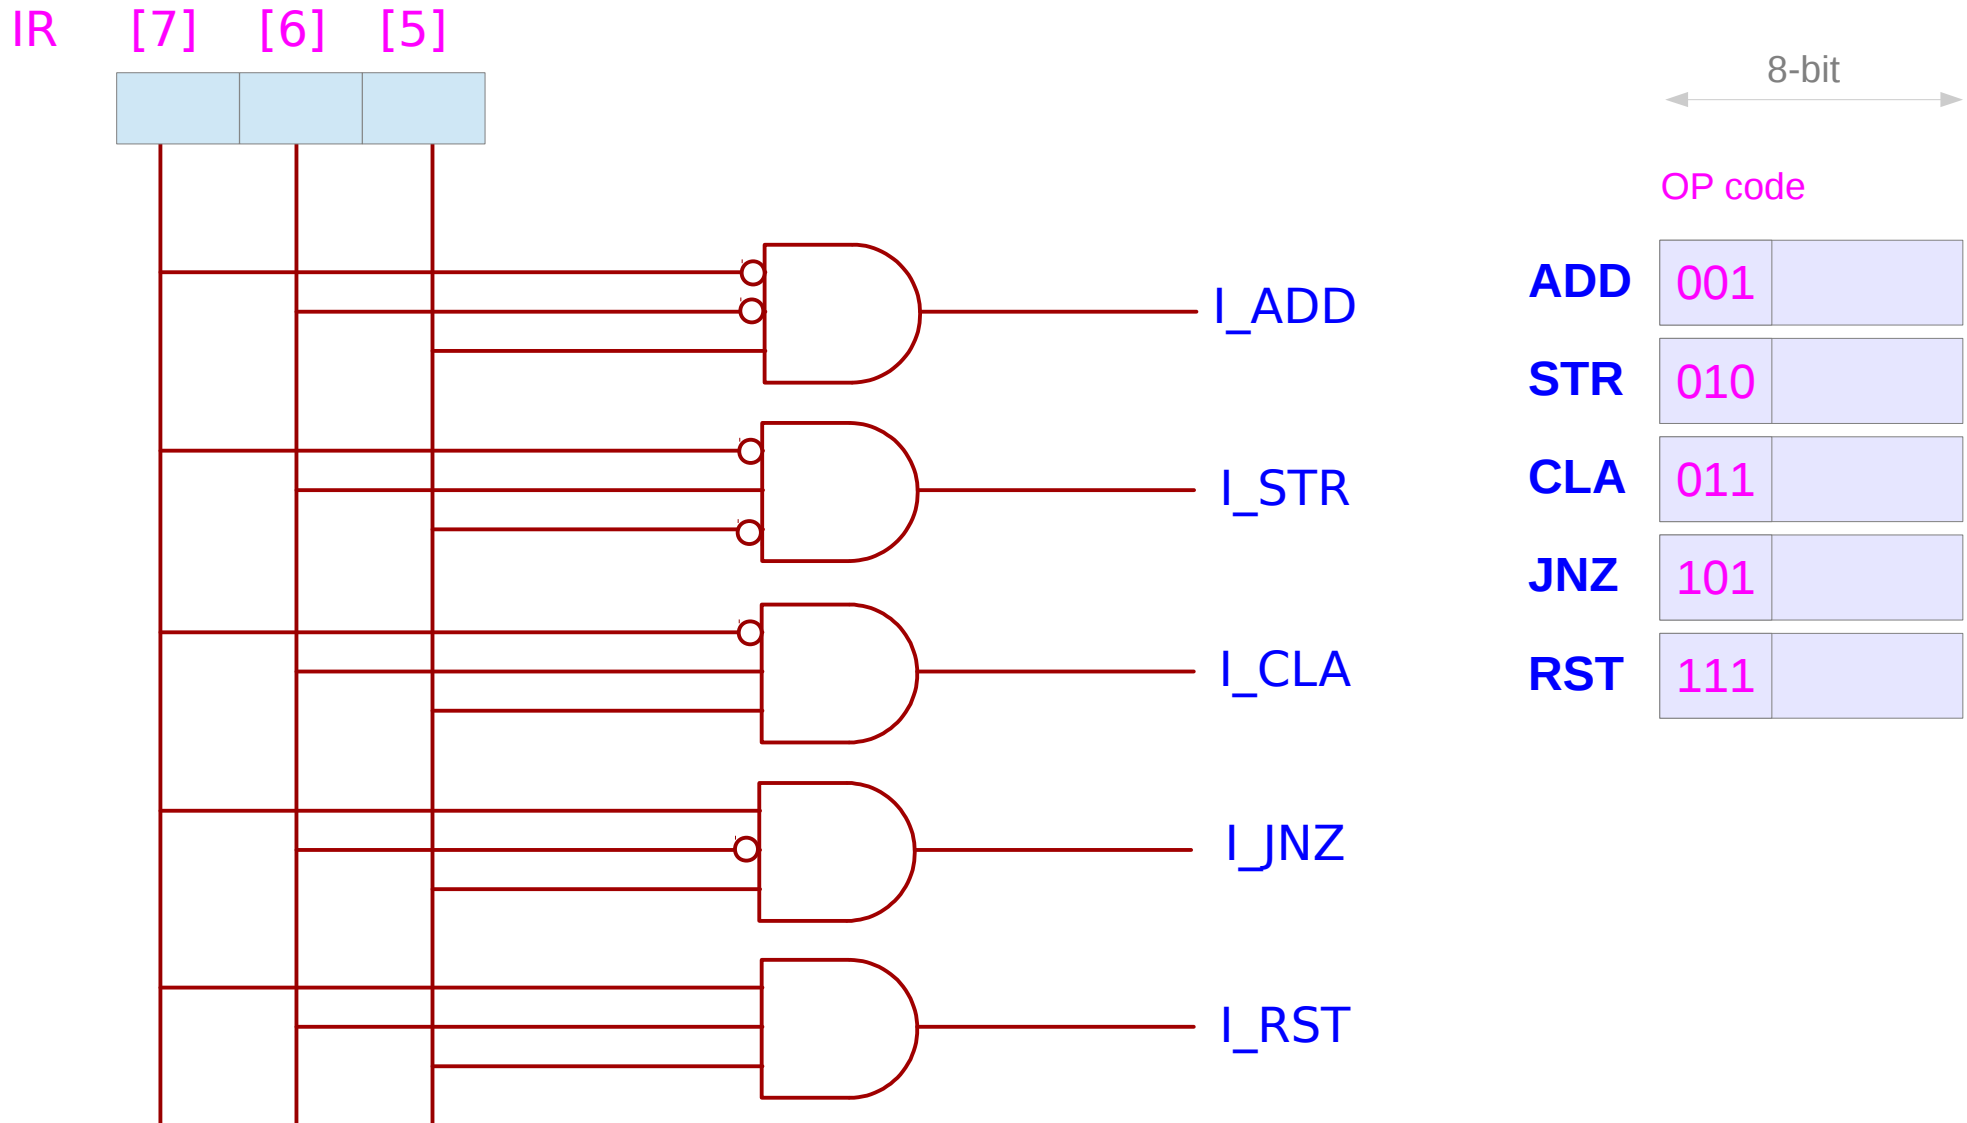 IR [7] [6] [5]
8-bit
OP code
I_ADD
I_STR
I_CLA
I_JNZ
I_RST
ADD 001
STR 010
CLA 011
JNZ 101
RST 111